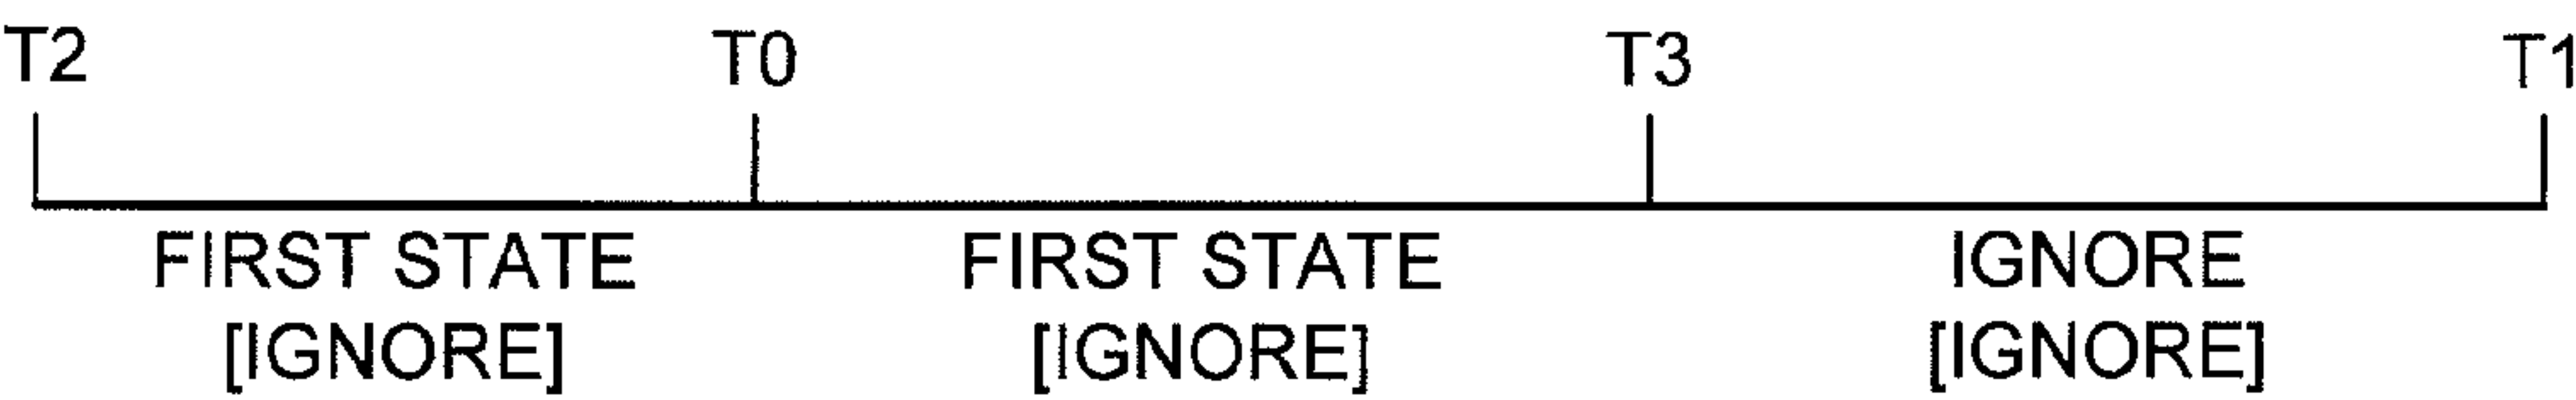 T2 T0 T3 T1
FIRST STATE FIRST STATE IGNORE
[IGNORE] [IGNORE] [IGNORE]